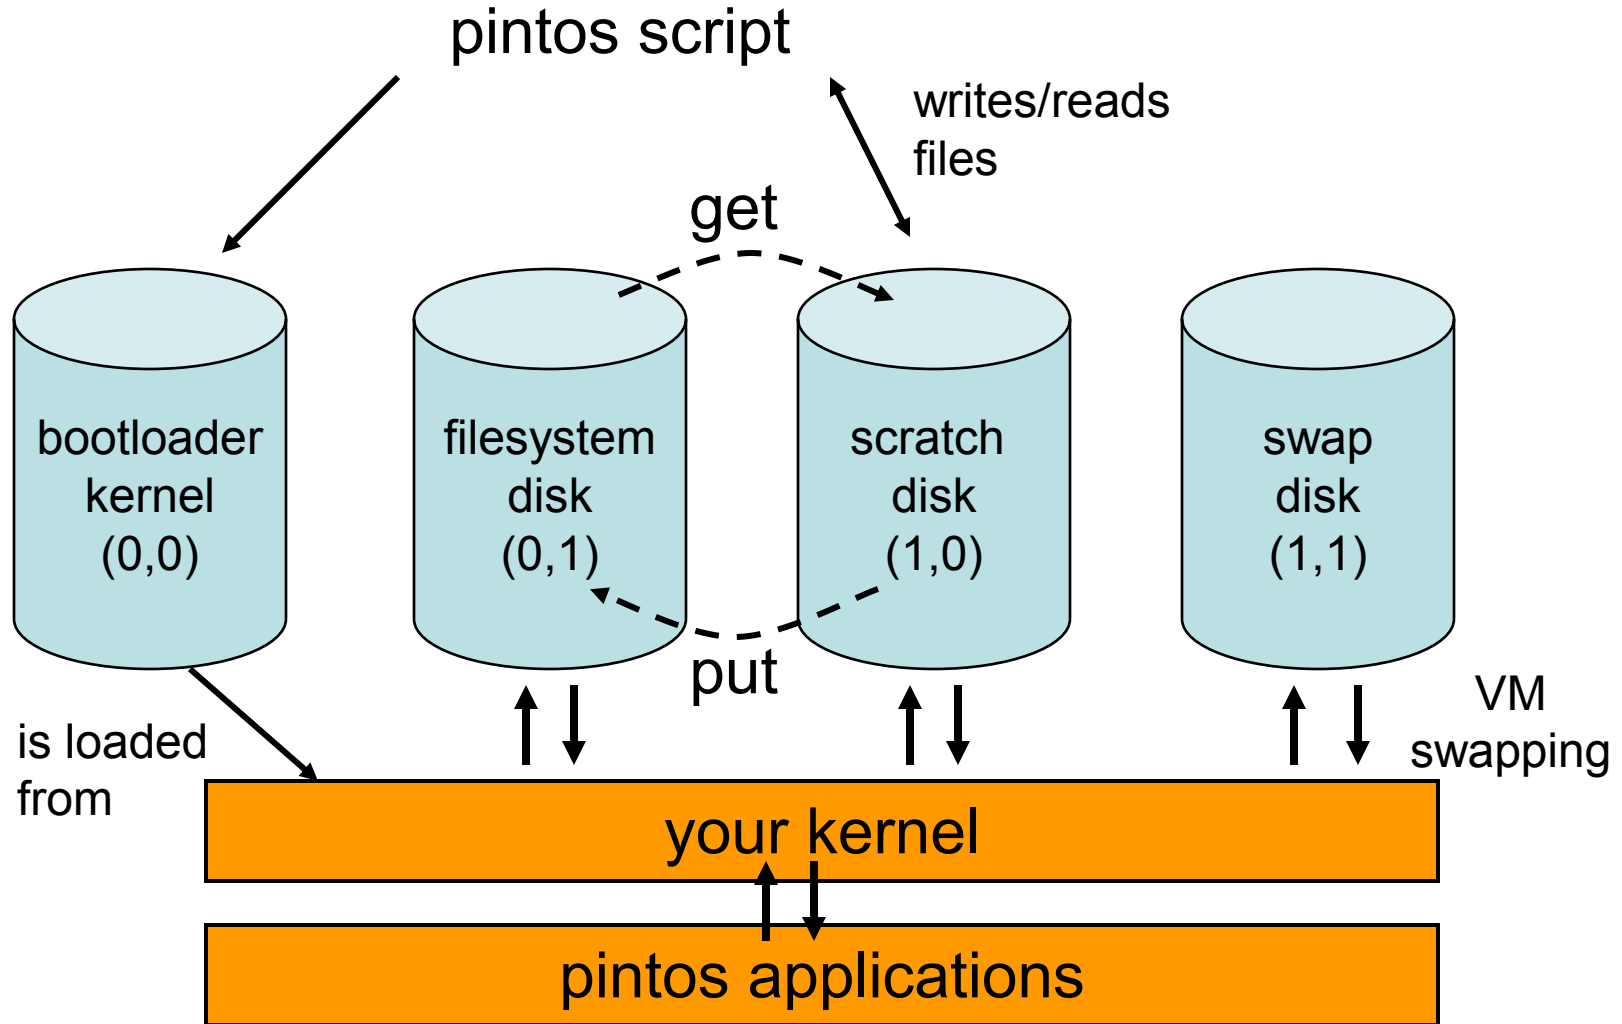 pintos script
writes/reads
files
get
bootloader
kernel
(0,0)
filesystem
disk
(0,1)
scratch
disk
(1,0)
swap
disk
(1,1)
put
is loaded
from
VM
swapping
your kernel
pintos applications